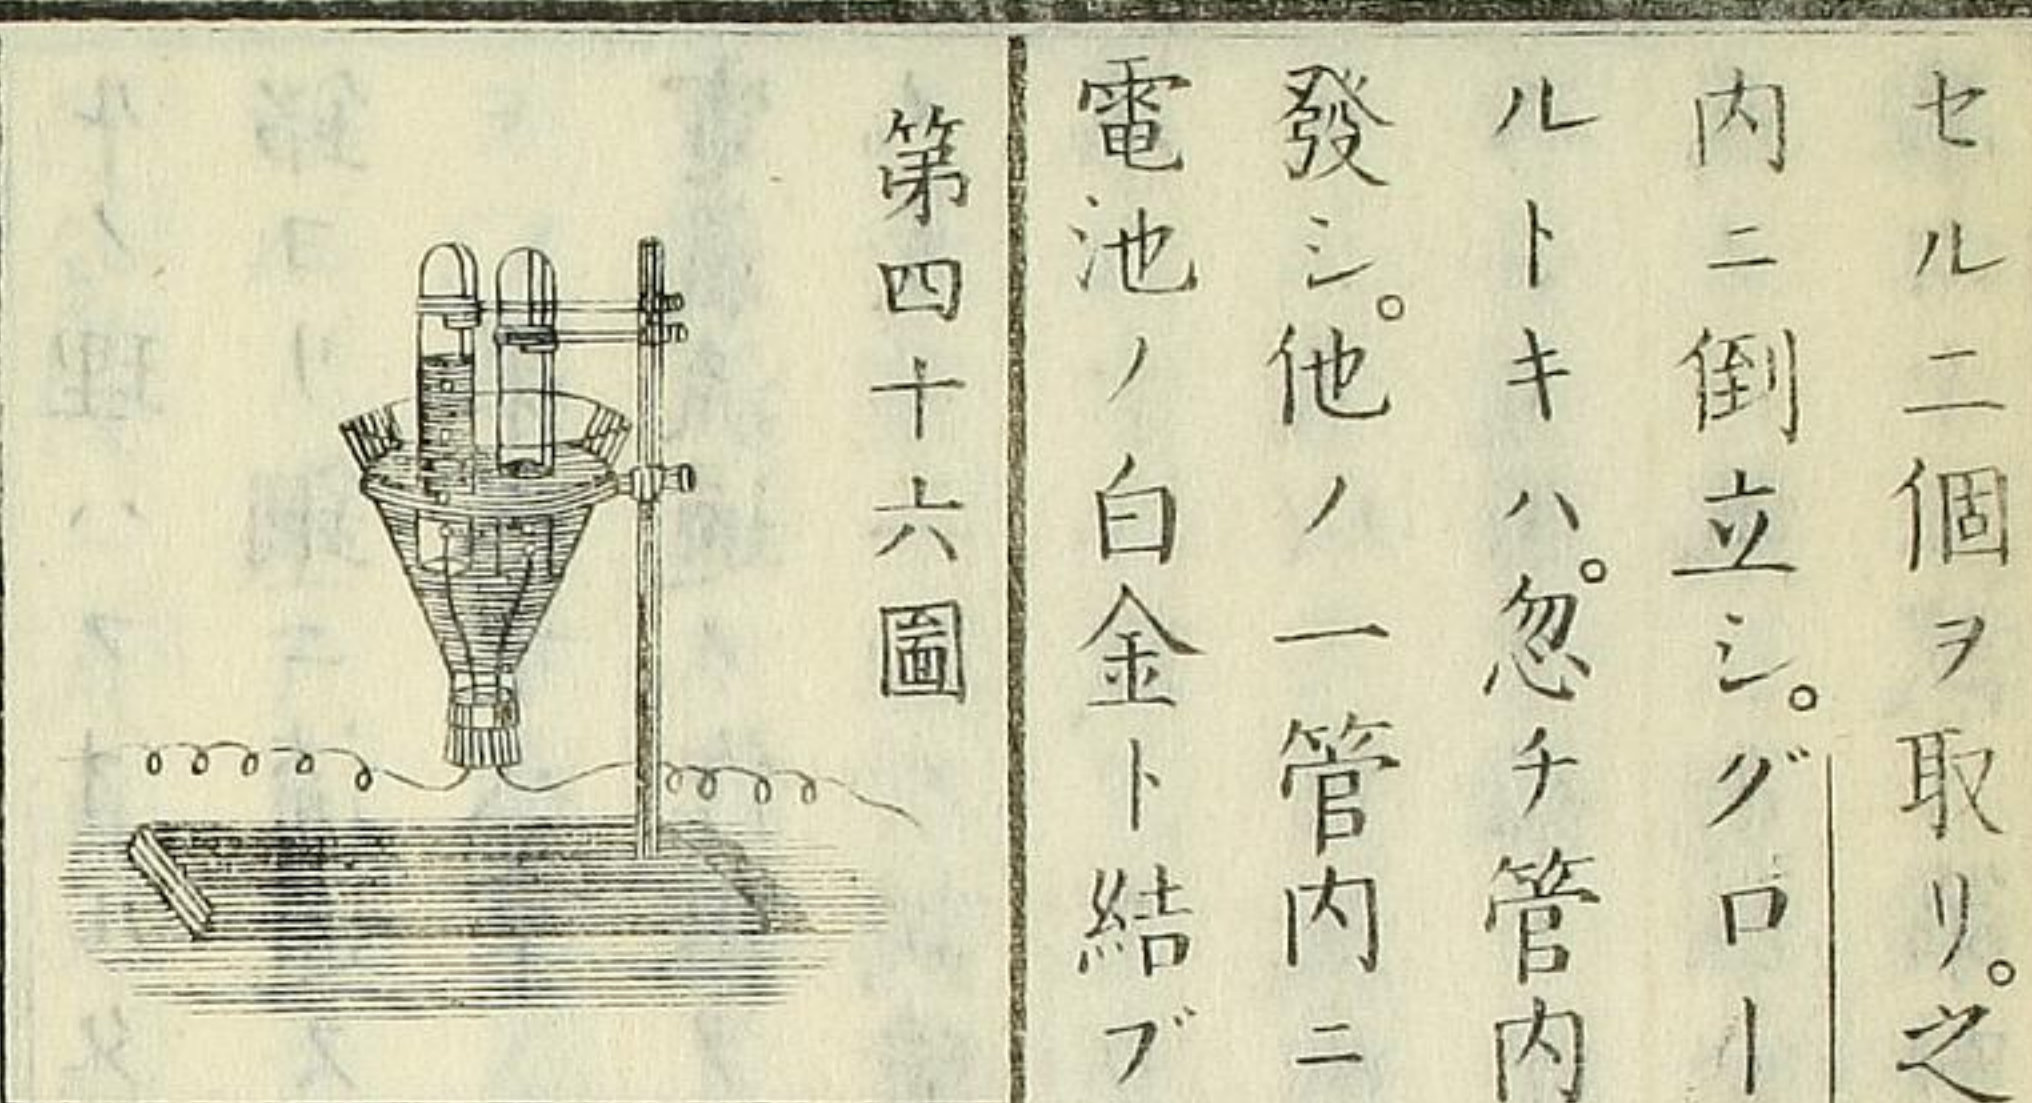 セル二個ヲ取リ。之
内ニ倒立シ。グロー
ルトキハ。忽チ管内
發シ。他ノ一管内ニ
電池ノ白金ト結ブ
第四十六圖